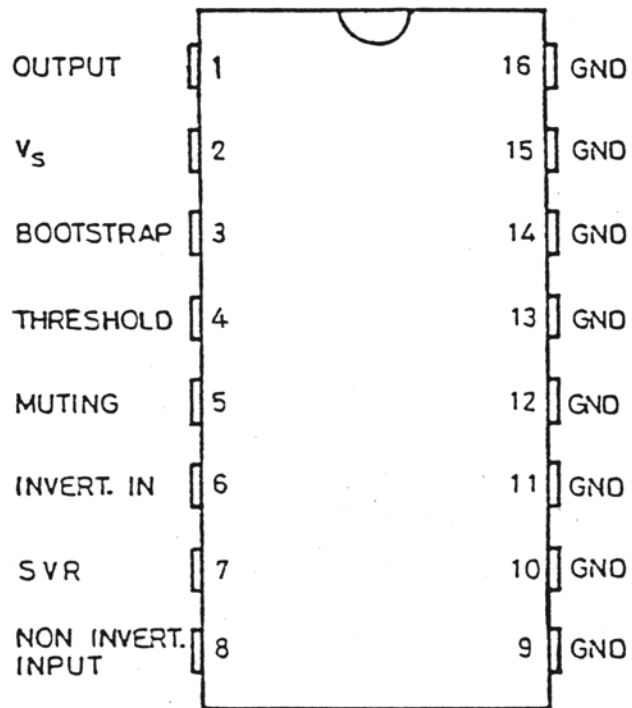 OUTPUT 1 16 GND
VS 2 15 GND
BOOTSTRAP 3 14 GND
THRESHOLD 4 13 GND
MUTING 5 12 GND
INVERT. IN 6 11 GND
SVR 7 10 GND
NON INVERT.
INPUT 8 9 GND